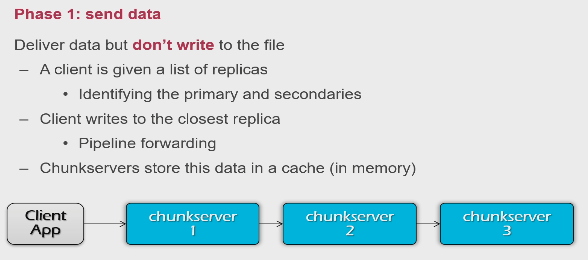 Phase 1: send data
Deliver data but don't write to the file
– A client is given a list of replicas
• Identifying the primary and secondaries
– Client writes to the closest replica
• Pipeline forwarding
– Chunkservers store this data in a cache (in memory)
Client
App
chunkserver
1
chunkserver
2
chunkserver
3